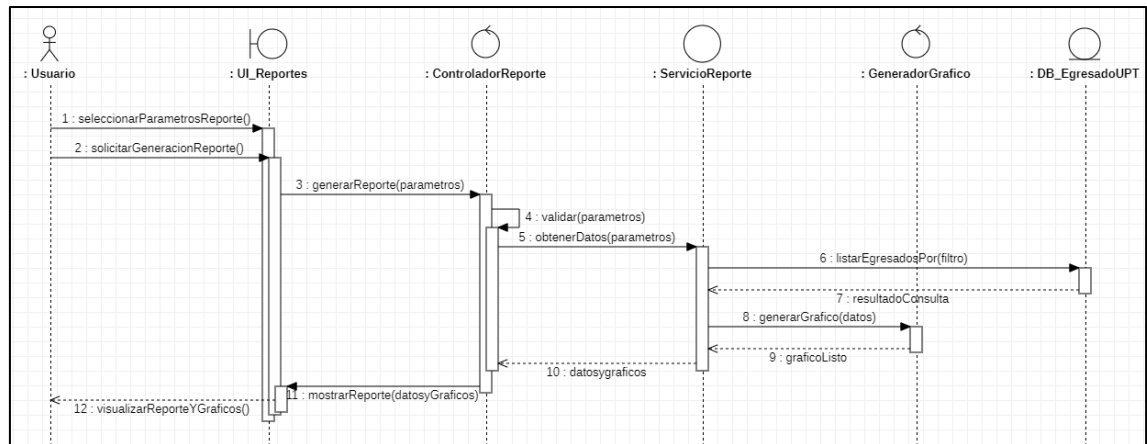 : Usuario
: UI_Reportes
: ControladorReporte
: ServicioReporte
: GeneradorGrafico
: DB_EgresadoUPT
1 : seleccionarParametrosReporte()
2 : solicitarGeneracionReporte()
3 : generarReporte(parametros)
4 : validar(parametros)
5 : obtenerDatos(parametros)
6 : listarEgresadosPor(filtro)
7 : resultadoConsulta
8 : generarGrafico(datos)
9 : graficoListo
10 : datosygraficos
11 : mostrarReporte(datosyGraficos)
12 : visualizarReporteYGraficos()